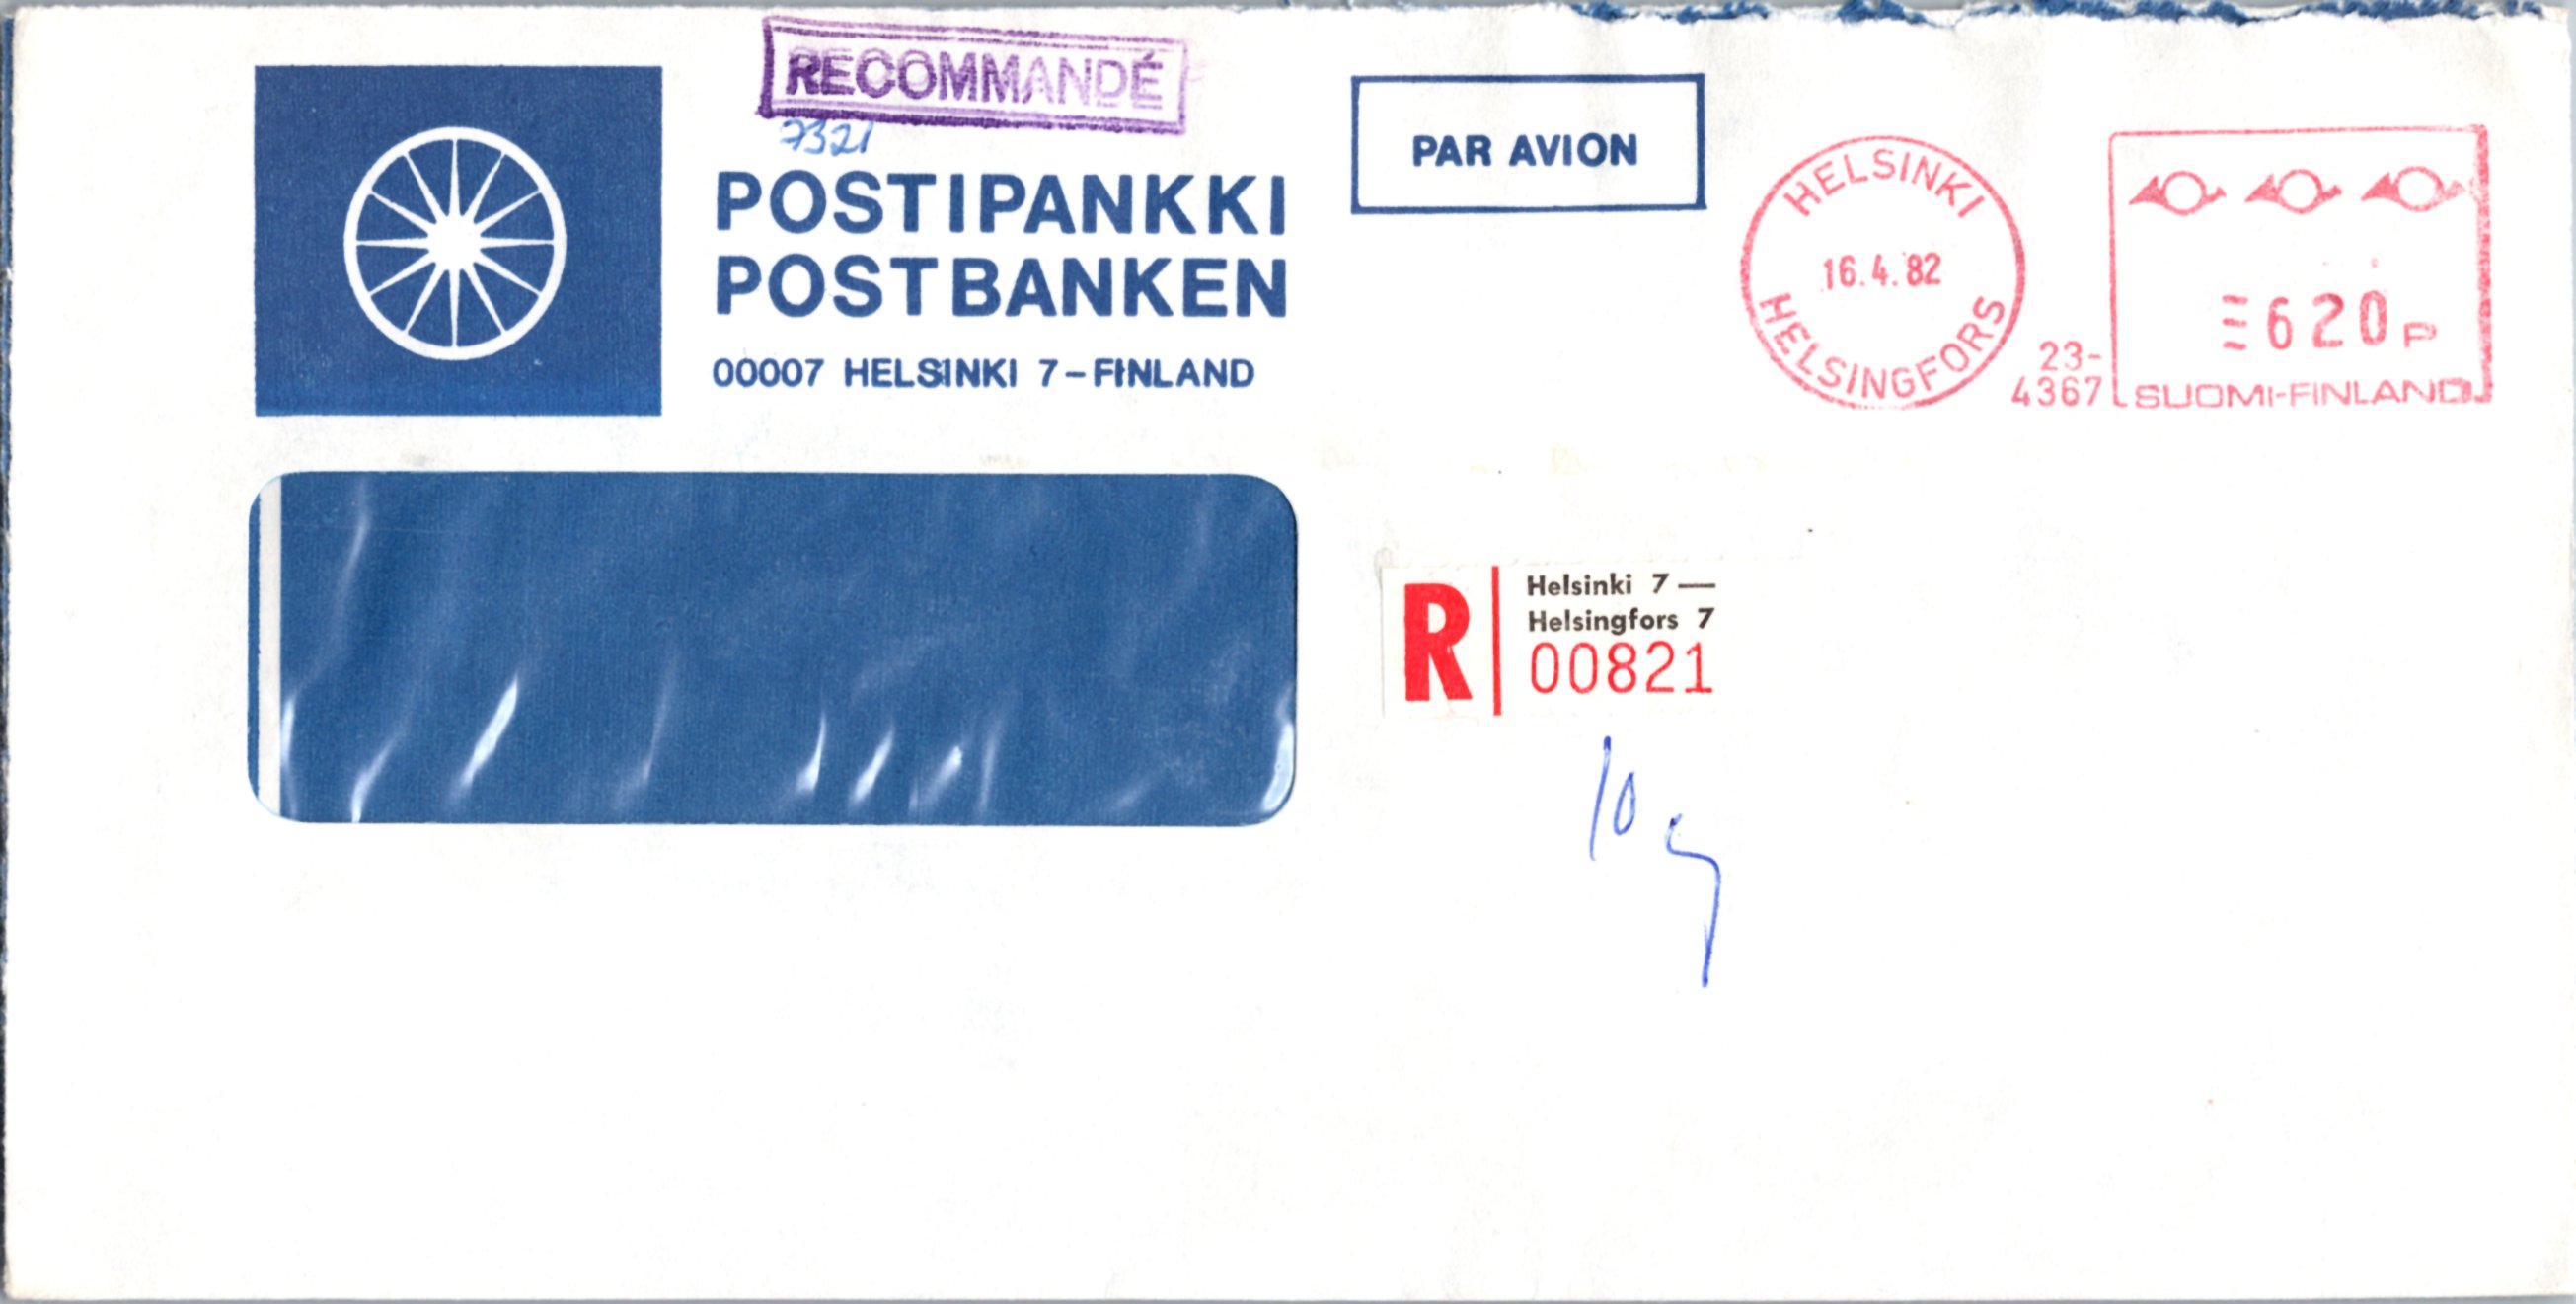 RECOMMANDÉ
7321
POSTIPANKKI
POSTBANKEN
00007 HELSINKI 7-FINLAND
PAR AVION
HELSINKI
16.4.82
HELSINGFORS
23-
4367
620 P
SUOMI-FINLAND
R
Helsinki 7 —
Helsingfors 7
00821